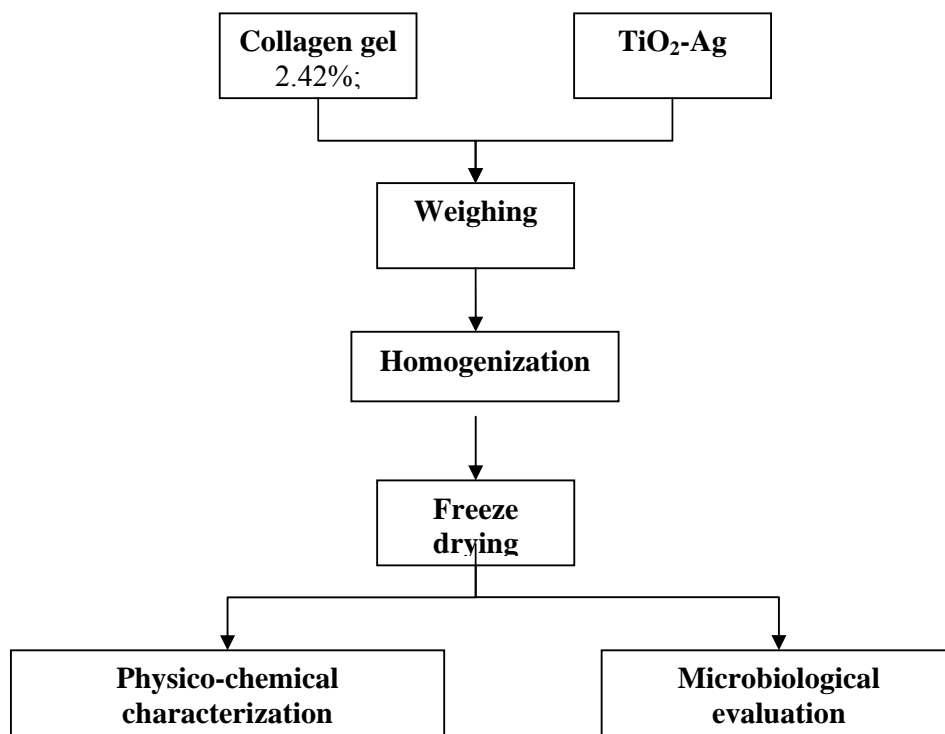 Collagen gel
2.42%;
TiO₂-Ag
Weighing
Homogenization
Freeze
drying
Physico-chemical
characterization
Microbiological
evaluation